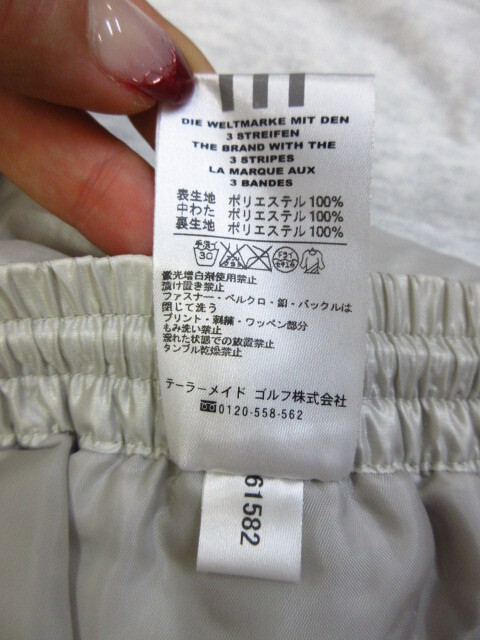 DIE WELTMARKE MIT DEN
3 STREIFEN
THE BRAND WITH THE
3 STRIPES
LA MARQUE AUX
3 BANDES
表生地 ポリエステル100%
中わた ポリエステル100%
裏生地 ポリエステル100%
手洗イ
30
ドライ
蛍光増白剤使用禁止
漬け置き禁止
ファスナー・ベルクロ・釦・バックルは
閉じて洗う
プリント・刺繍・ワッペン部分
もみ洗い禁止
濡れた状態での放置禁止
タンブル乾燥禁止
テーラーメイド ゴルフ株式会社
0120-558-562
61582